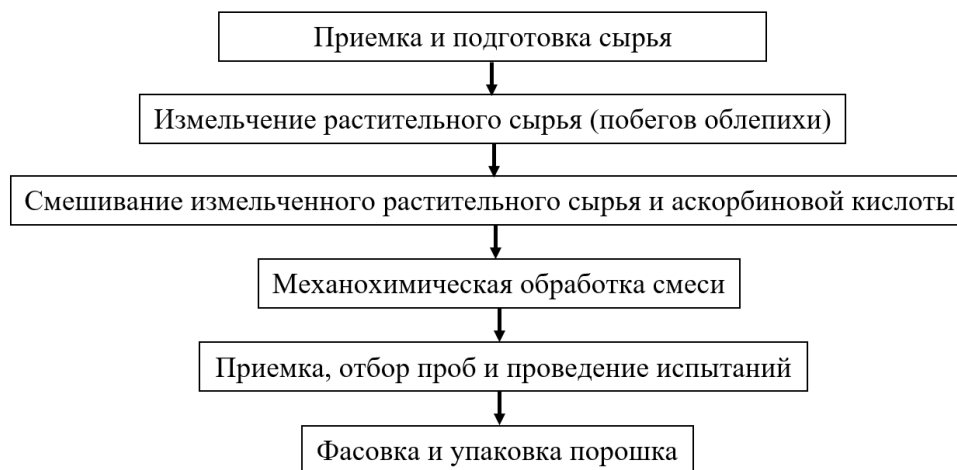 Приемка и подготовка сырья
Измельчение растительного сырья (побегов облепихи)
Смешивание измельченного растительного сырья и аскорбиновой кислоты
Механохимическая обработка смеси
Приемка, отбор проб и проведение испытаний
Фасовка и упаковка порошка